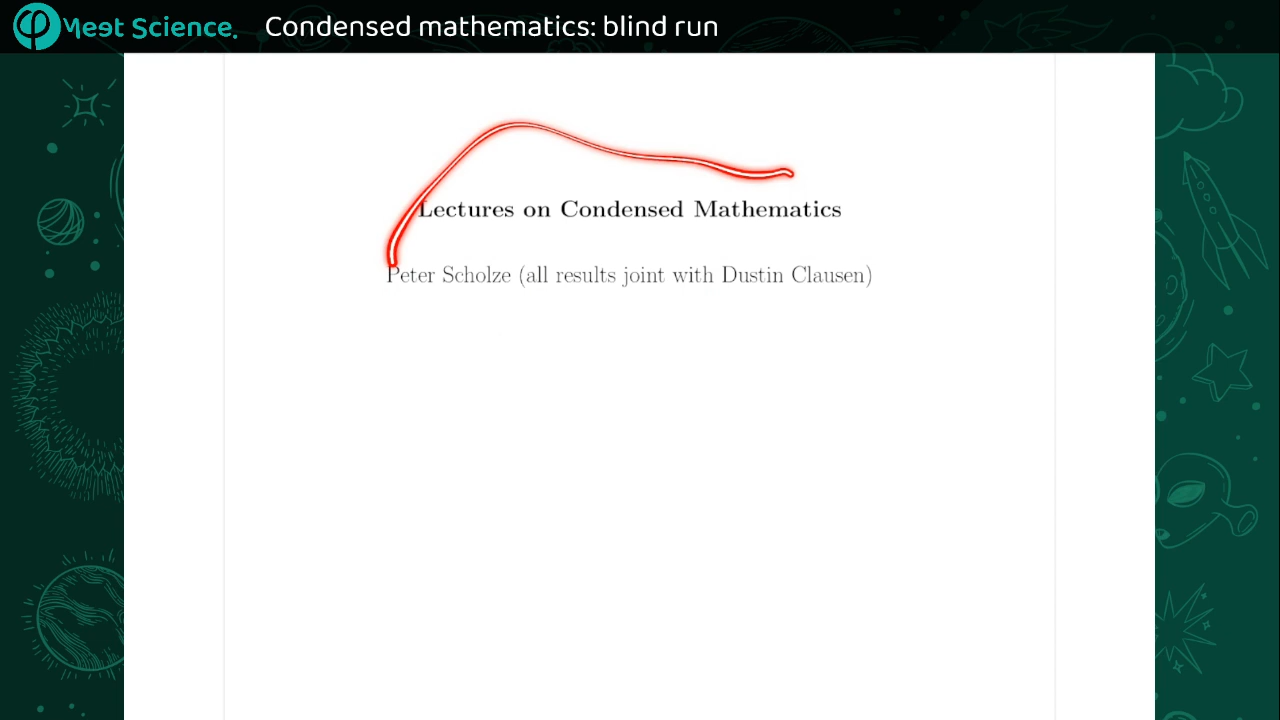 Meet Science.
Condensed mathematics: blind run
Lectures on Condensed Mathematics
Peter Scholze (all results joint with Dustin Clausen)